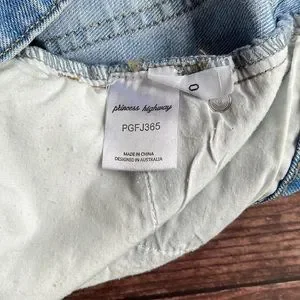 princess highway
PGFJ365
MADE IN CHINA
DESIGNED IN AUSTRALIA
0